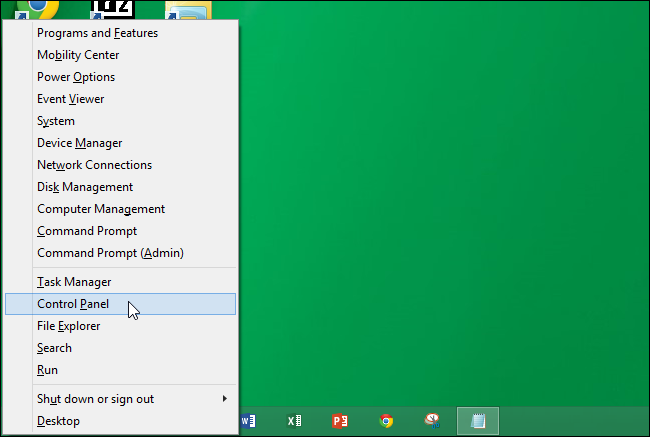 Programs and Features
Mobility Center
Power Options
Event Viewer
System
Device Manager
Network Connections
Disk Management
Computer Management
Command Prompt
Command Prompt (Admin)
Task Manager
Control Panel
File Explorer
Search
Run
Shut down or sign out
Desktop